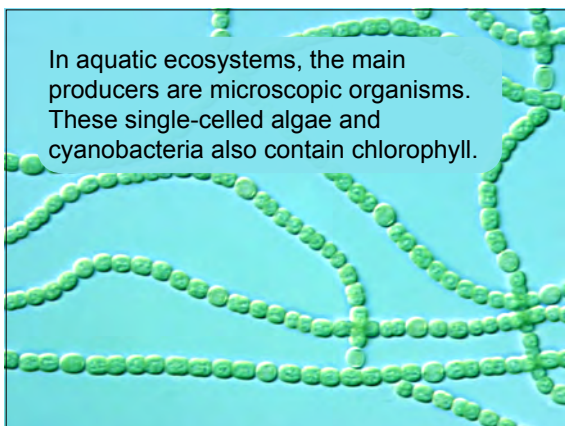 In aquatic ecosystems, the main
producers are microscopic organisms.
These single-celled algae and
cyanobacteria also contain chlorophyll.